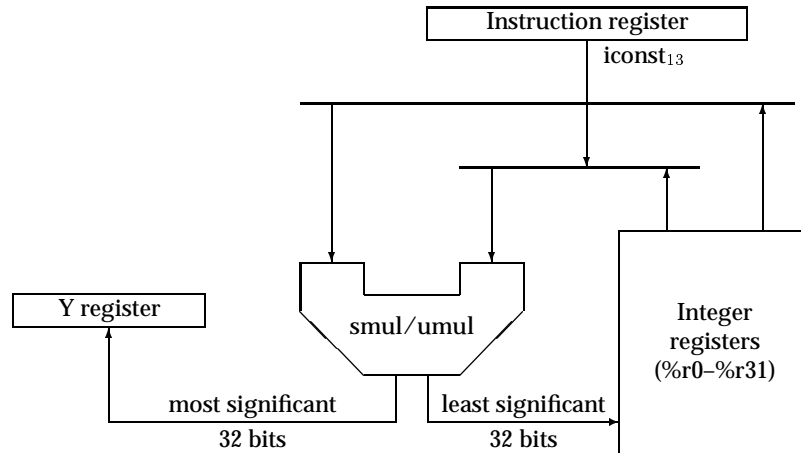 Instruction register
iconst₁₃
Y register
smul/umul
Integer
registers
(%r0–%r31)
most significant
32 bits
least significant
32 bits